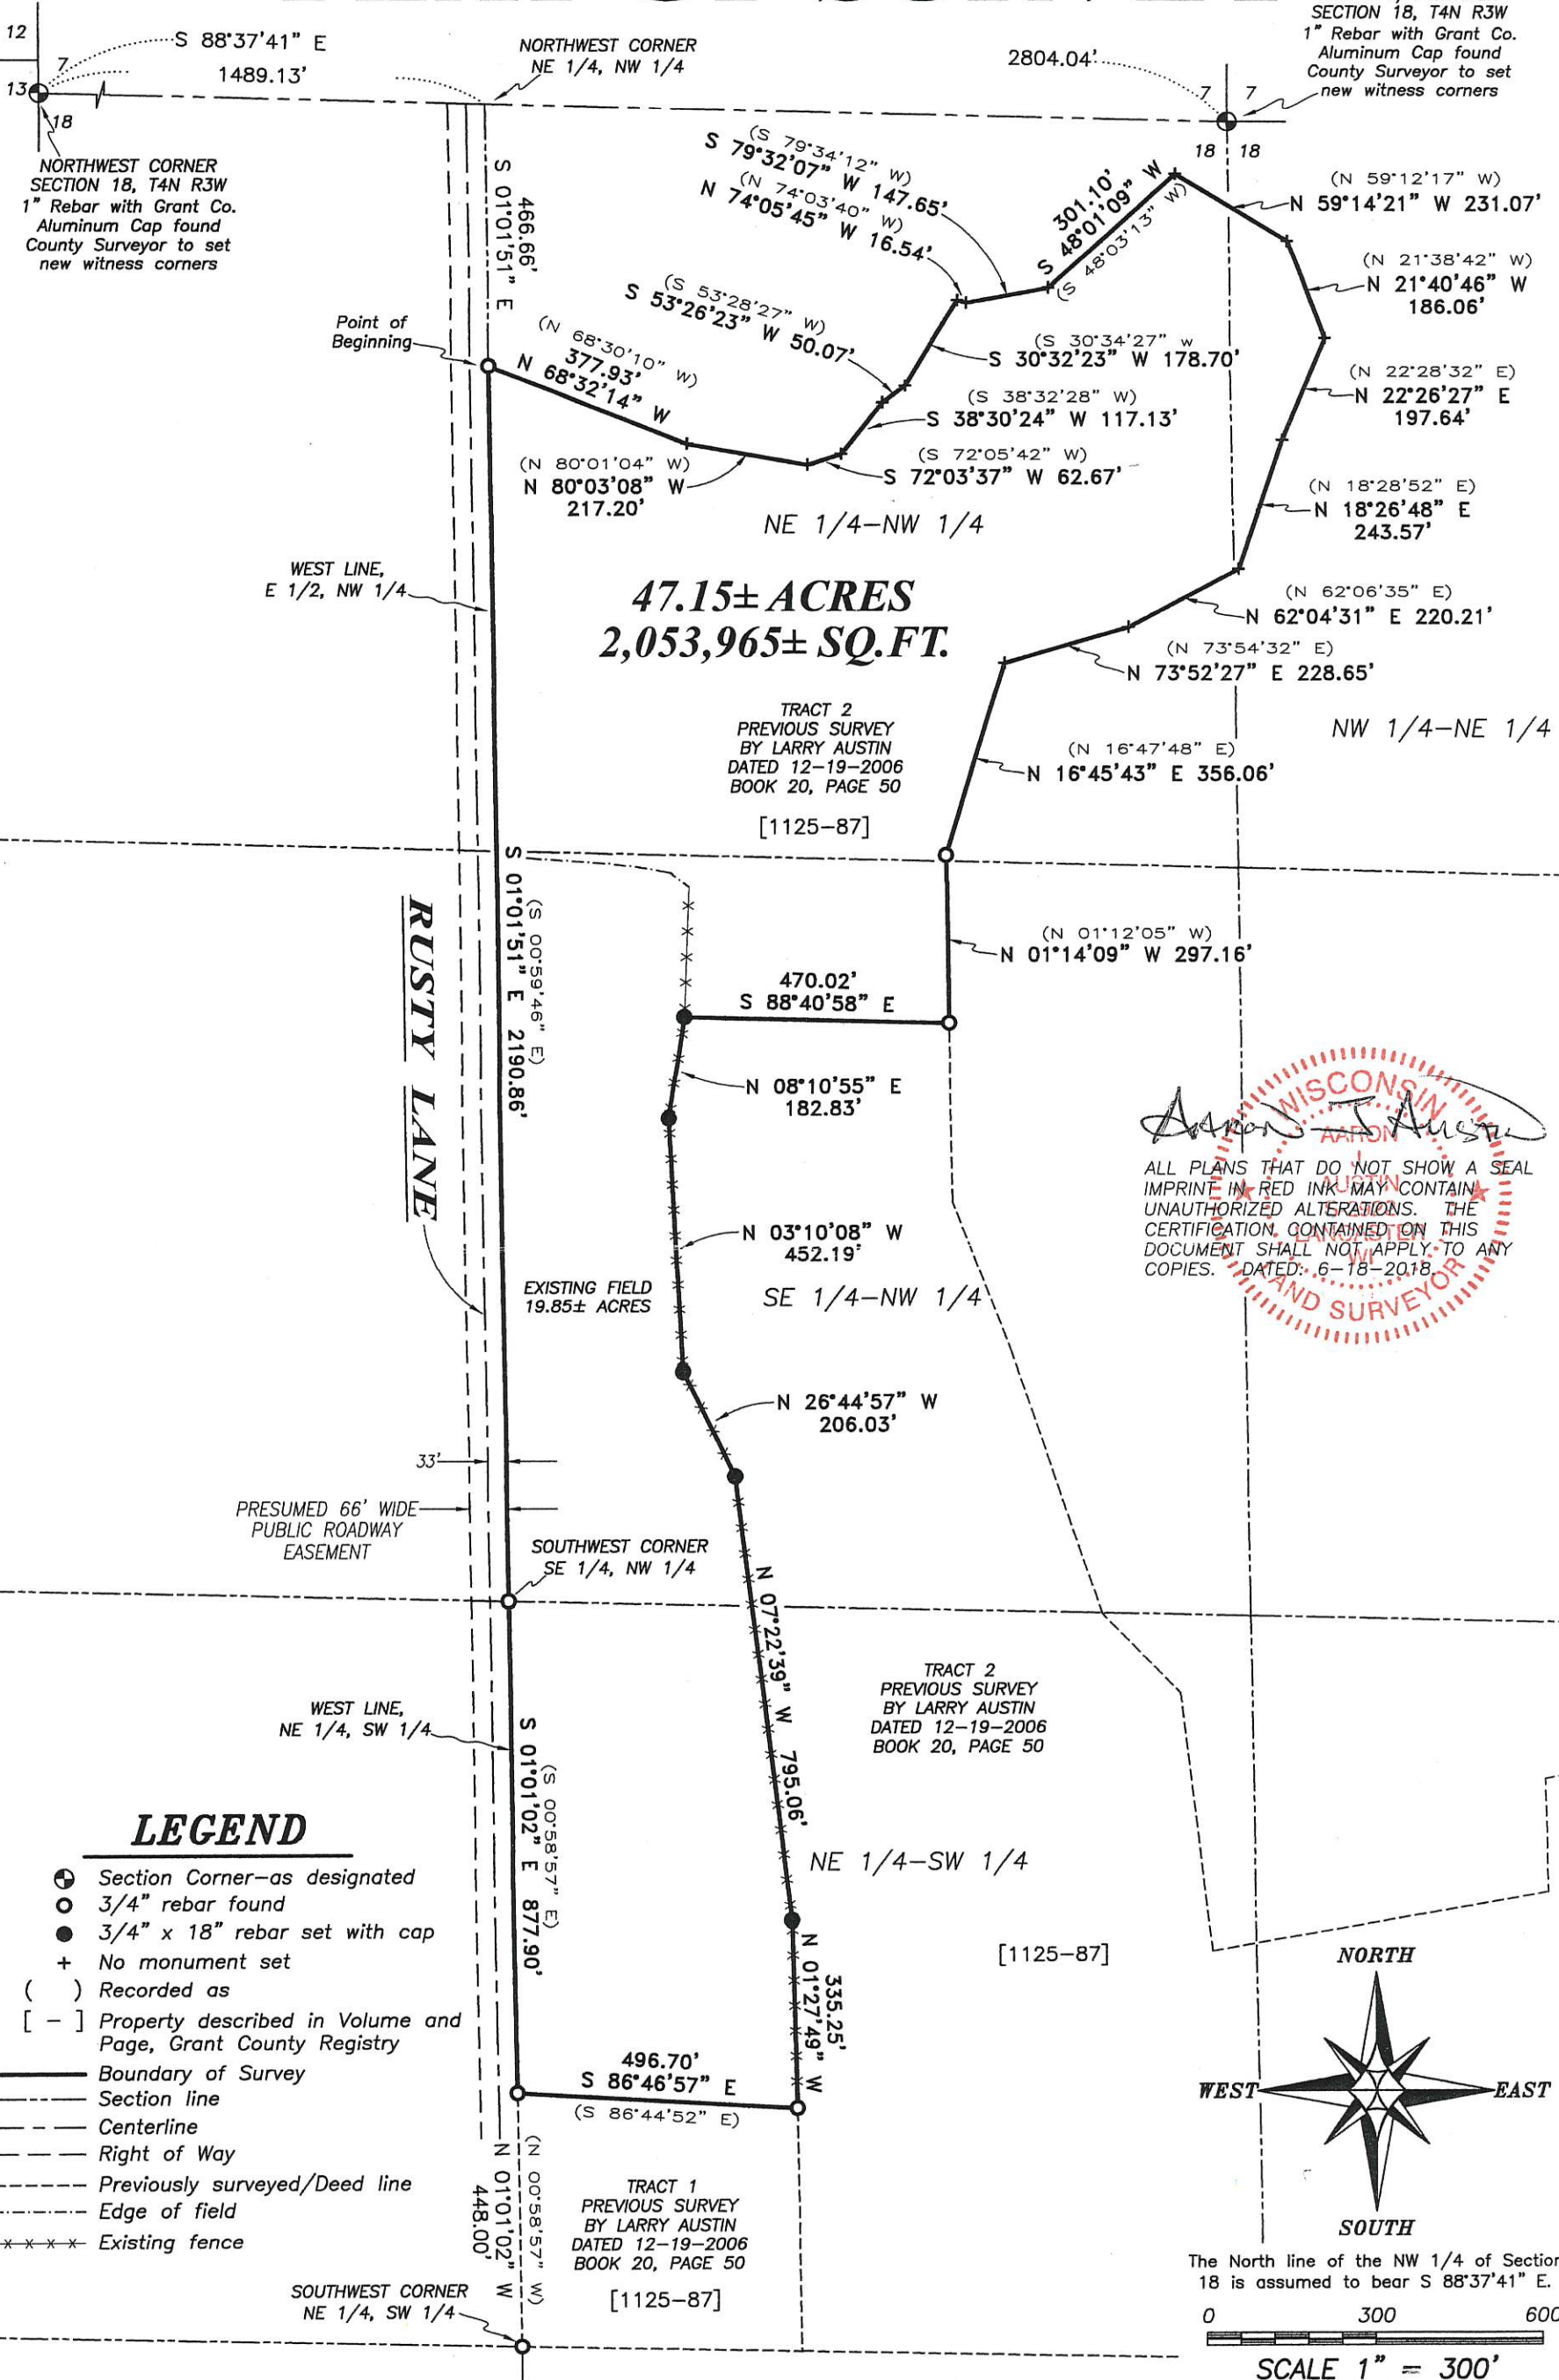 SECTION 18, T4N R3W
1" Rebar with Grant Co.
Aluminum Cap found
County Surveyor to set
new witness corners
12
7
13
18
S 88°37'41" E
1489.13'
NORTHWEST CORNER
NE 1/4, NW 1/4
2804.04'
7 7
18 18
NORTHWEST CORNER
SECTION 18, T4N R3W
1" Rebar with Grant Co.
Aluminum Cap found
County Surveyor to set
new witness corners
466.66'
S 01°01'51" E
(S 79°34'12" W)
S 79°32'07" W 147.65'
(N 74°03'40" W)
N 74°05'45" W 16.54'
301.10'
S 48°01'09" W
(S 48°03'13" W)
(N 59°12'17" W)
N 59°14'21" W 231.07'
(N 21°38'42" W)
N 21°40'46" W
186.06'
(S 53°28'27" W)
S 53°26'23" W 50.07'
Point of
Beginning
(N 68°30'10" W)
377.93'
N 68°32'14" W
(S 30°34'27" w
S 30°32'23" W 178.70'
(N 22°28'32" E)
N 22°26'27" E
197.64'
(S 38°32'28" W)
S 38°30'24" W 117.13'
(N 80°01'04" W)
N 80°03'08" W
217.20'
(S 72°05'42" W)
S 72°03'37" W 62.67'
(N 18°28'52" E)
N 18°26'48" E
243.57'
NE 1/4-NW 1/4
WEST LINE,
E 1/2, NW 1/4
47.15± ACRES
2,053,965± SQ.FT.
(N 62°06'35" E)
N 62°04'31" E 220.21'
(N 73°54'32" E)
N 73°52'27" E 228.65'
TRACT 2
PREVIOUS SURVEY
BY LARRY AUSTIN
DATED 12-19-2006
BOOK 20, PAGE 50
[1125-87]
NW 1/4-NE 1/4
(N 16°47'48" E)
N 16°45'43" E 356.06'
RUSTY LANE
(S 00°59'46" E)
S 01°01'51" E 2190.86'
(N 01°12'05" W)
N 01°14'09" W 297.16'
470.02'
S 88°40'58" E
N 08°10'55" E
182.83'
Aaron J Austin
WISCONSIN
AARON
J
AUSTIN
LANCASTER
WI
LAND SURVEYOR
ALL PLANS THAT DO NOT SHOW A SEAL
IMPRINT IN RED INK MAY CONTAIN
UNAUTHORIZED ALTERATIONS. THE
CERTIFICATION CONTAINED ON THIS
DOCUMENT SHALL NOT APPLY TO ANY
COPIES. DATED: 6-18-2018.
N 03°10'08" W
452.19'
EXISTING FIELD
19.85± ACRES
SE 1/4-NW 1/4
N 26°44'57" W
206.03'
33'
PRESUMED 66' WIDE
PUBLIC ROADWAY
EASEMENT
SOUTHWEST CORNER
SE 1/4, NW 1/4
N 07°22'39" W 795.06'
TRACT 2
PREVIOUS SURVEY
BY LARRY AUSTIN
DATED 12-19-2006
BOOK 20, PAGE 50
WEST LINE,
NE 1/4, SW 1/4
(S 00°58'57" E)
S 01°01'02" E 877.90'
NE 1/4-SW 1/4
[1125-87]
335.25'
N 01°27'49" W
496.70'
S 86°46'57" E
(S 86°44'52" E)
LEGEND
Section Corner-as designated
3/4" rebar found
3/4" x 18" rebar set with cap
+ No monument set
( ) Recorded as
[ - ] Property described in Volume and
Page, Grant County Registry
Boundary of Survey
Section line
Centerline
Right of Way
Previously surveyed/Deed line
Edge of field
x x x x Existing fence
(N 00°58'57" W)
N 01°01'02" W
448.00'
TRACT 1
PREVIOUS SURVEY
BY LARRY AUSTIN
DATED 12-19-2006
BOOK 20, PAGE 50
[1125-87]
SOUTHWEST CORNER
NE 1/4, SW 1/4
NORTH
WEST
EAST
SOUTH
The North line of the NW 1/4 of Section
18 is assumed to bear S 88°37'41" E.
0 300 600
SCALE 1" = 300'